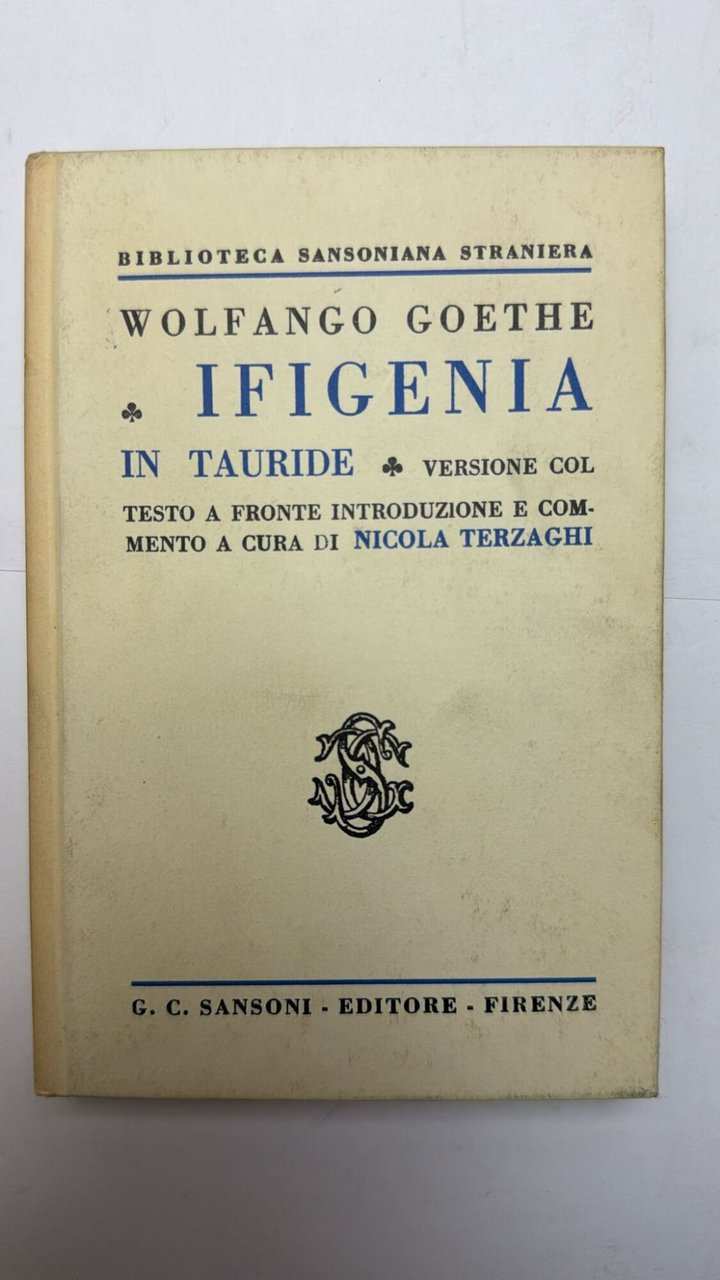 BIBLIOTECA SANSONIANA STRANIERA
WOLFANGO GOETHE
♣ IFIGENIA
IN TAURIDE ♣ VERSIONE COL
TESTO A FRONTE INTRODUZIONE E COM-
MENTO A CURA DI NICOLA TERZAGHI
G. C. SANSONI - EDITORE - FIRENZE